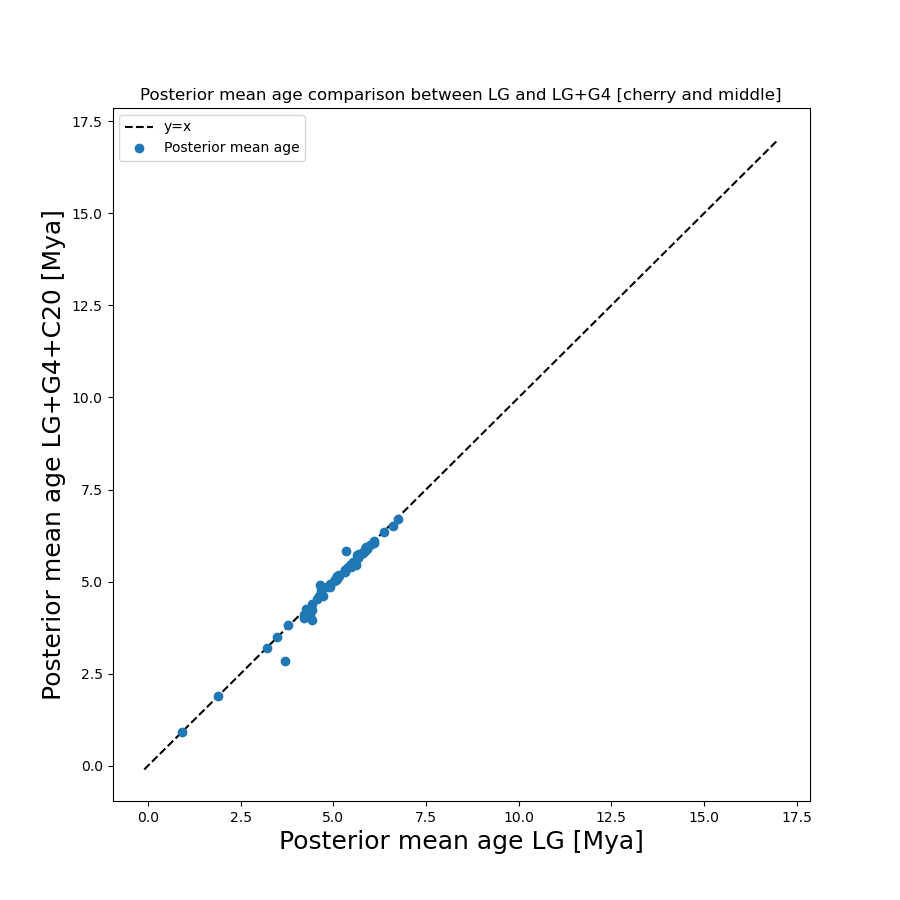 Posterior mean age comparison between LG and LG+G4 [cherry and middle]
y=x
Posterior mean age
17.5
15.0
12.5
10.0
7.5
5.0
2.5
0.0
Posterior mean age LG+G4+C20 [Mya]
0.0 2.5 5.0 7.5 10.0 12.5 15.0 17.5
Posterior mean age LG [Mya]